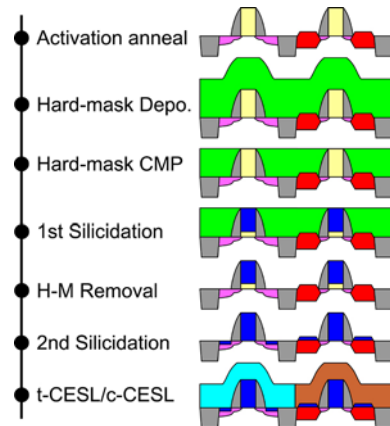 Activation anneal
Hard-mask Depo.
Hard-mask CMP
1st Silicidation
H-M Removal
2nd Silicidation
t-CESL/c-CESL